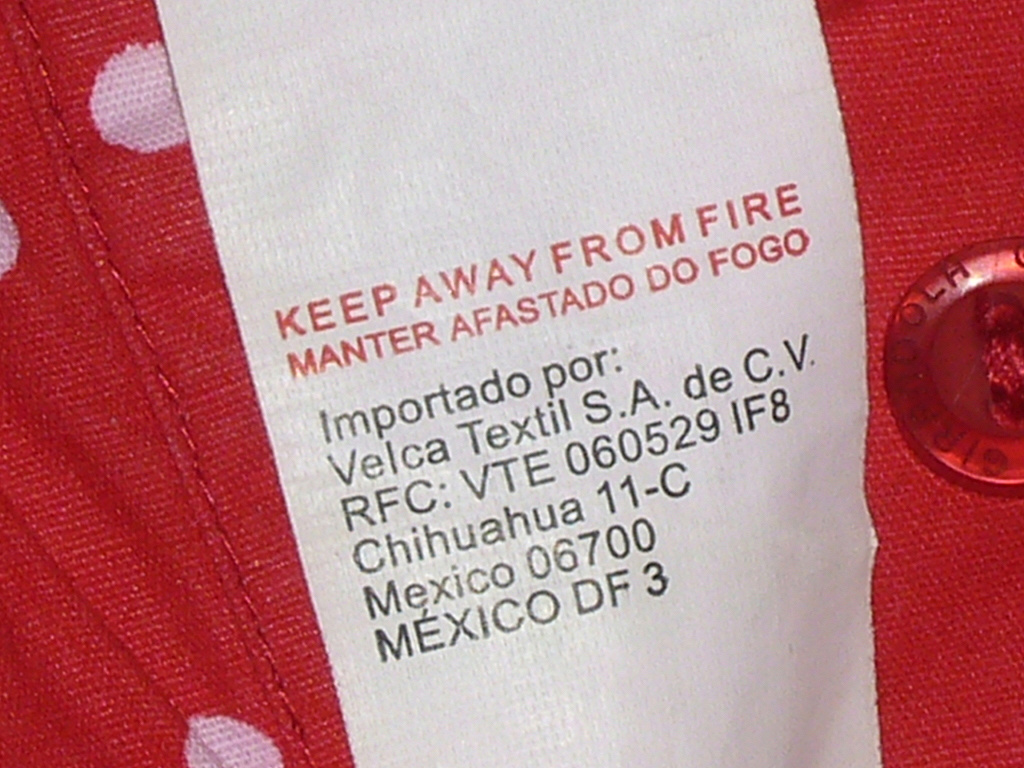 KEEP AWAY FROM FIRE
MANTER AFASTADO DO FOGO
Importado por:
Velca Textil S.A. de C.V.
RFC: VTE 060529 IF8
Chihuahua 11-C
Mexico 06700
MÉXICO DF 3